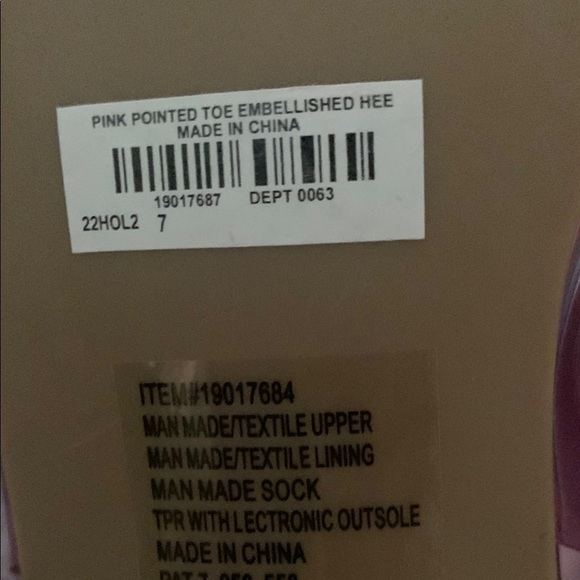 PINK POINTED TOE EMBELLISHED HEE
MADE IN CHINA
19017687 DEPT 0063
22HOL2 7
ITEM#19017684
MAN MADE/TEXTILE UPPER
MAN MADE/TEXTILE LINING
MAN MADE SOCK
TPR WITH LECTRONIC OUTSOLE
MADE IN CHINA